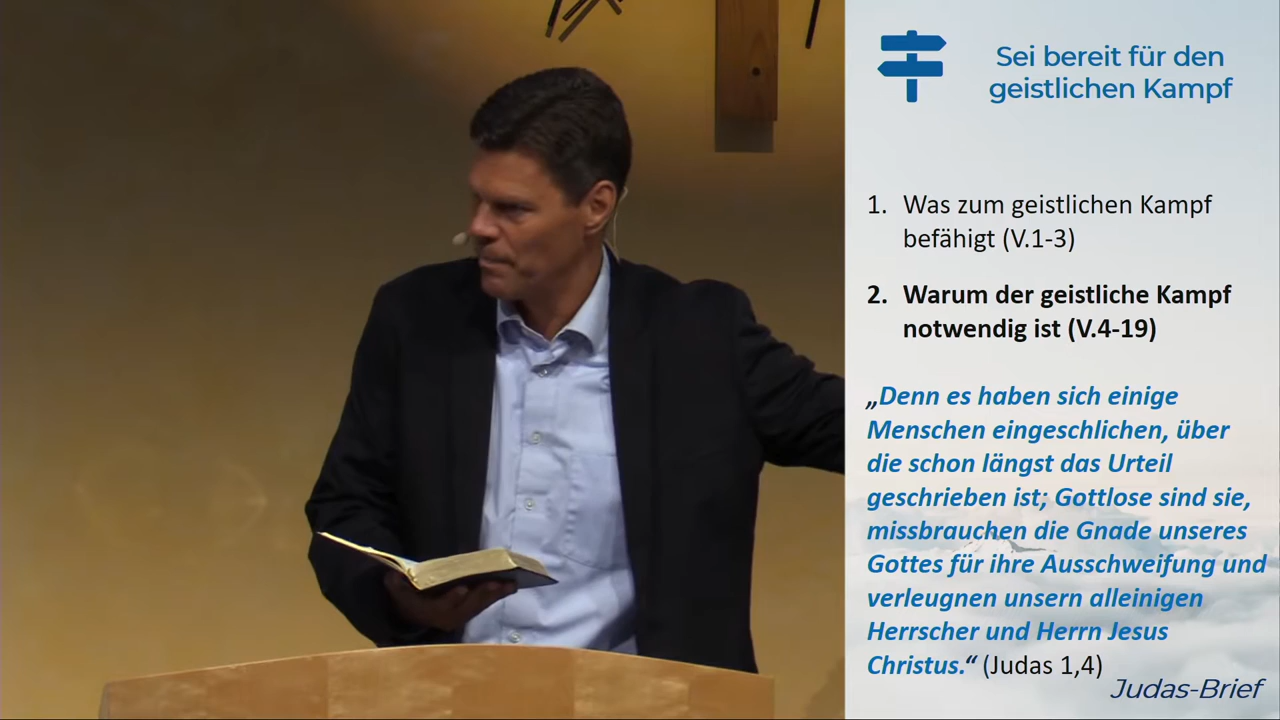 Sei bereit für den
geistlichen Kampf
1. Was zum geistlichen Kampf
befähigt (V.1-3)
2. Warum der geistliche Kampf
notwendig ist (V.4-19)
„Denn es haben sich einige
Menschen eingeschlichen, über
die schon längst das Urteil
geschrieben ist; Gottlose sind sie,
missbrauchen die Gnade unseres
Gottes für ihre Ausschweifung und
verleugnen unsern alleinigen
Herrscher und Herrn Jesus
Christus.“ (Judas 1,4)
Judas-Brief